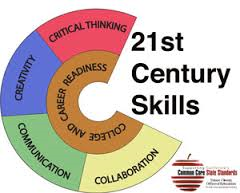 CRITICAL THINKING
CREATIVITY
COMMUNICATION
COLLABORATION
COLLEGE AND CAREER READINESS
21st
Century
Skills
Common Core
State Standards